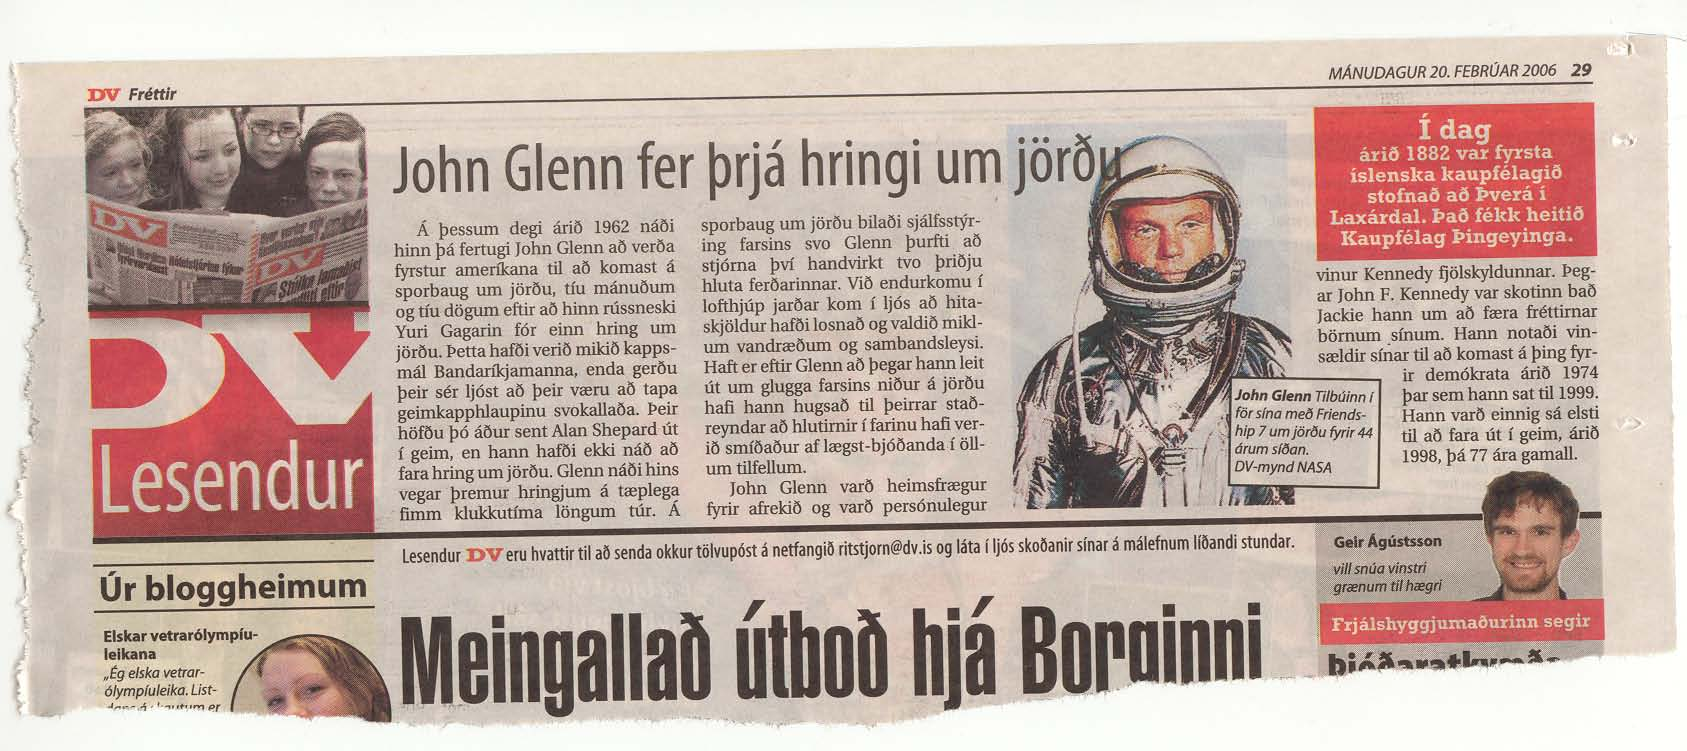 DV Fréttir
MÁNUDAGUR 20. FEBRÚAR 2006 29
DV
DV
DV
Lesendur
John Glenn fer þrjá hringi um jörðu
Á þessum degi árið 1962 náði
hinn þá fertugi John Glenn að verða
fyrstur ameríkana til að komast á
sporbaug um jörðu, tíu mánuðum
og tíu dögum eftir að hinn rússneski
Yuri Gagarin fór einn hring um
jörðu. Þetta hafði verið mikið kapps-
mál Bandaríkjamanna, enda gerðu
þeir sér ljóst að þeir væru að tapa
geimkapphlaupinu svokallaða. Þeir
höfðu þó áður sent Alan Shepard út
í geim, en hann hafði ekki náð að
fara hring um jörðu. Glenn náði hins
vegar þremur hringjum á tæplega
fimm klukkutíma löngum túr. Á
sporbaug um jörðu bilaði sjálfsstýr-
ing farsins svo Glenn þurfti að
stjórna því handvirkt tvo þriðju
hluta ferðarinnar. Við endurkomu í
lofthjúp jarðar kom í ljós að hita-
skjöldur hafði losnað og valdið mikl-
um vandræðum og sambandsleysi.
Haft er eftir Glenn að þegar hann leit
út um glugga farsins niður á jörðu
hafi hann hugsað til þeirrar stað-
reyndar að hlutirnir í farinu hafi ver-
ið smíðaður af lægst-bjóðanda í öll-
um tilfellum.
John Glenn varð heimsfrægur
fyrir afrekið og varð persónulegur
John Glenn Tilbúinn í
för sína með Friends-
hip 7 um jörðu fyrir 44
árum síðan.
DV-mynd NASA
Í dag
árið 1882 var fyrsta
íslenska kaupfélagið
stofnað að Þverá í
Laxárdal. Það fékk heitið
Kaupfélag Þingeyinga.
vinur Kennedy fjölskyldunnar. Þeg-
ar John F. Kennedy var skotinn bað
Jackie hann um að færa fréttirnar
börnum sínum. Hann notaði vin-
sældir sínar til að komast á þing fyr-
ir demókrata árið 1974
þar sem hann sat til 1999.
Hann varð einnig sá elsti
til að fara út í geim, árið
1998, þá 77 ára gamall.
Lesendur DV eru hvattir til að senda okkur tölvupóst á netfangið ritstjorn@dv.is og láta í ljós skoðanir sínar á málefnum líðandi stundar.
Úr bloggheimum
Elskar vetrarólympíu-
leikana
„Ég elska vetrar-
ólympíuleika. List-
Meingallað útboð hjá Borginni
Geir Ágústsson
vill snúa vinstri
grænum til hægri
Frjálshyggjumaðurinn segir